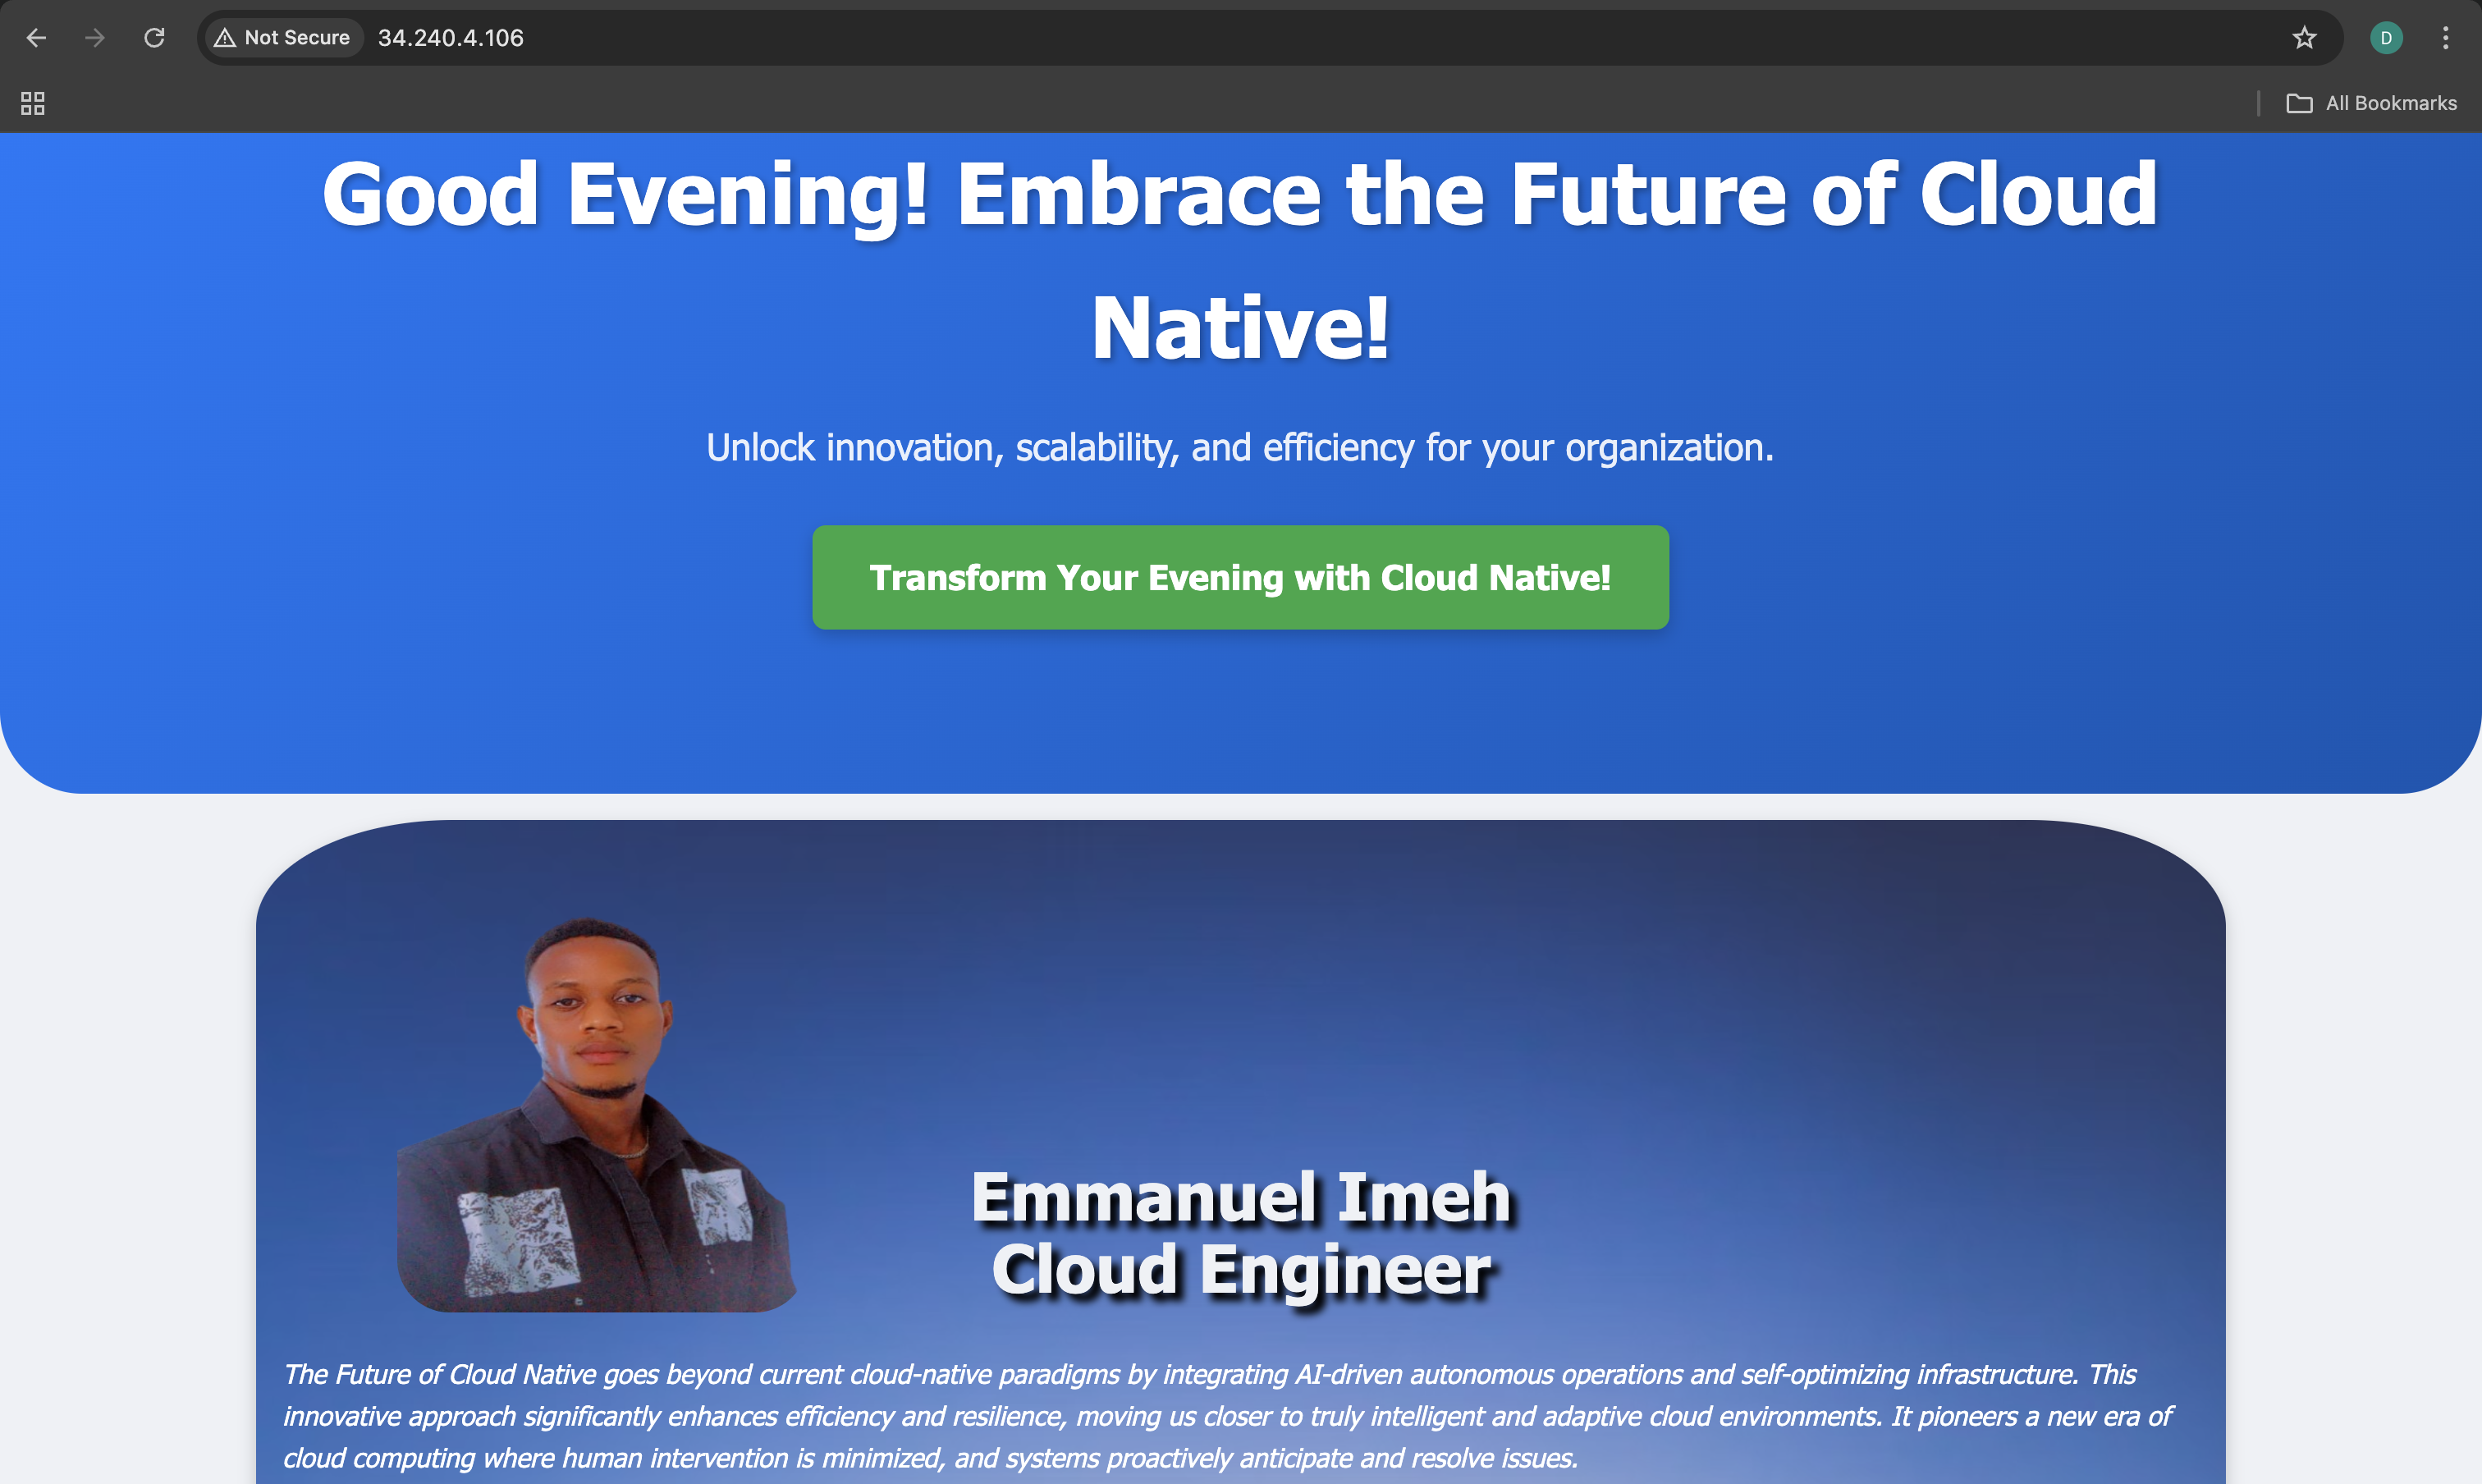 Not Secure 34.240.4.106
D
All Bookmarks
Good Evening! Embrace the Future of Cloud
Native!
Unlock innovation, scalability, and efficiency for your organization.
Transform Your Evening with Cloud Native!
Emmanuel Imeh
Cloud Engineer
The Future of Cloud Native goes beyond current cloud-native paradigms by integrating AI-driven autonomous operations and self-optimizing infrastructure. This
innovative approach significantly enhances efficiency and resilience, moving us closer to truly intelligent and adaptive cloud environments. It pioneers a new era of
cloud computing where human intervention is minimized, and systems proactively anticipate and resolve issues.